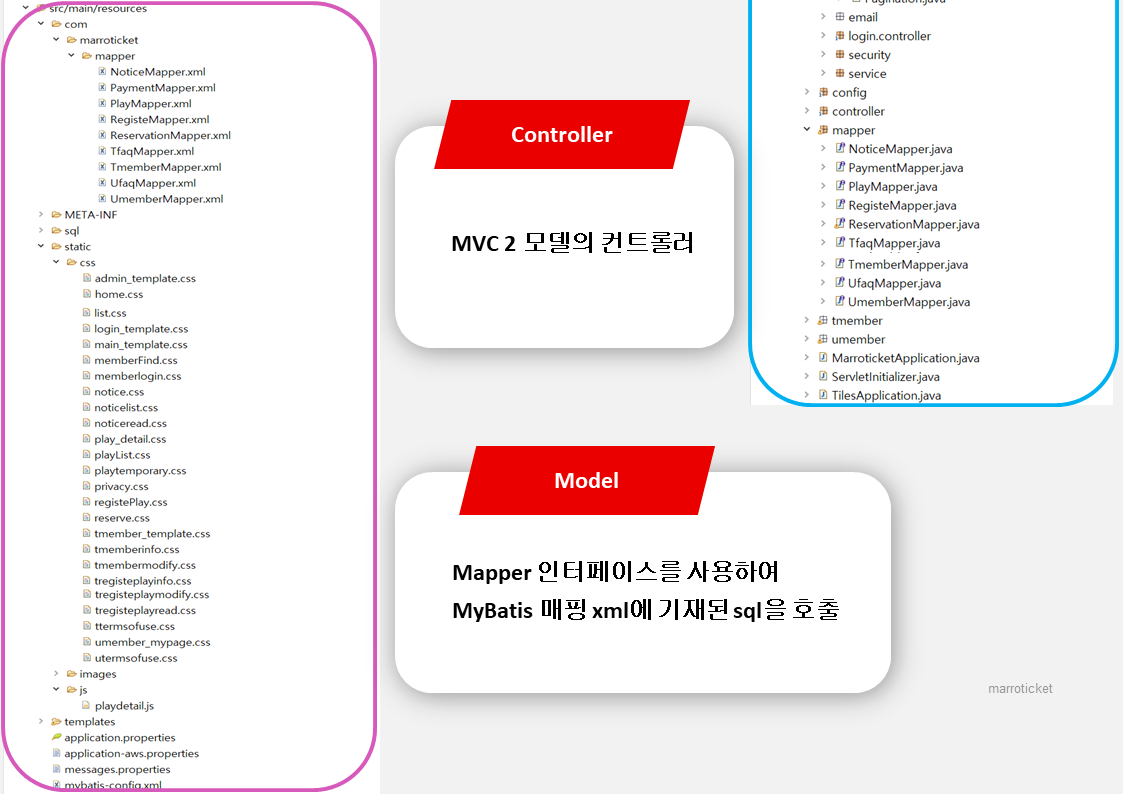 src/main/resources
com
marroticket
mapper
NoticeMapper.xml
PaymentMapper.xml
PlayMapper.xml
RegisteMapper.xml
ReservationMapper.xml
TfaqMapper.xml
TmemberMapper.xml
UfaqMapper.xml
UmemberMapper.xml
META-INF
sql
static
css
admin_template.css
home.css
list.css
login_template.css
main_template.css
memberFind.css
memberlogin.css
notice.css
noticelist.css
noticeread.css
play_detail.css
playList.css
playtemporary.css
privacy.css
registePlay.css
reserve.css
tmember_template.css
tmemberinfo.css
tmembermodify.css
tregisteplayinfo.css
tregisteplaymodify.css
tregisteplayread.css
ttermsofuse.css
umember_mypage.css
utermsofuse.css
images
js
playdetail.js
templates
application.properties
application-aws.properties
messages.properties
mybatis-config.xml
Controller
MVC 2 모델의 컨트롤러
Model
Mapper 인터페이스를 사용하여
MyBatis 매핑 xml에 기재된 sql을 호출
Pagination.java
email
login.controller
security
service
config
controller
mapper
NoticeMapper.java
PaymentMapper.java
PlayMapper.java
RegisteMapper.java
ReservationMapper.java
TfaqMapper.java
TmemberMapper.java
UfaqMapper.java
UmemberMapper.java
tmember
umember
MarroticketApplication.java
ServletInitializer.java
TilesApplication.java
marroticket